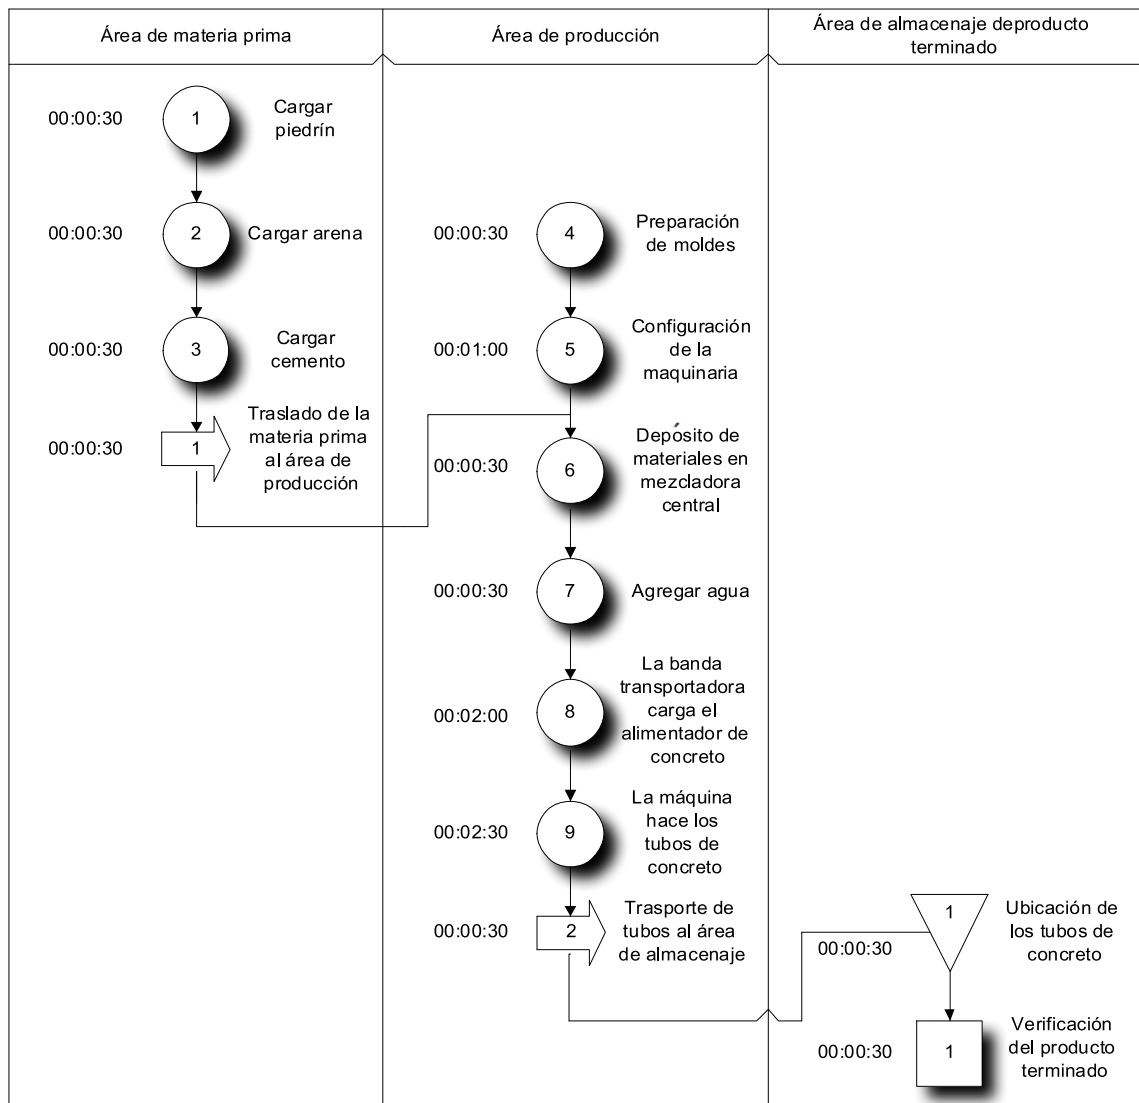 Área de materia prima
Área de producción
Área de almacenaje deproducto
terminado
00:00:30
1
Cargar
piedrín
00:00:30
2
Cargar arena
00:00:30
3
Cargar
cemento
00:00:30
1
Traslado de la
materia prima
al área de
producción
00:00:30
4
Preparación
de moldes
00:01:00
5
Configuración
de la
maquinaria
00:00:30
6
Depósito de
materiales en
mezcladora
central
00:00:30
7
Agregar agua
00:02:00
8
La banda
transportadora
carga el
alimentador de
concreto
00:02:30
9
La máquina
hace los
tubos de
concreto
00:00:30
2
Trasporte de
tubos al área
de almacenaje
00:00:30
1
Ubicación de
los tubos de
concreto
00:00:30
1
Verificación
del producto
terminado